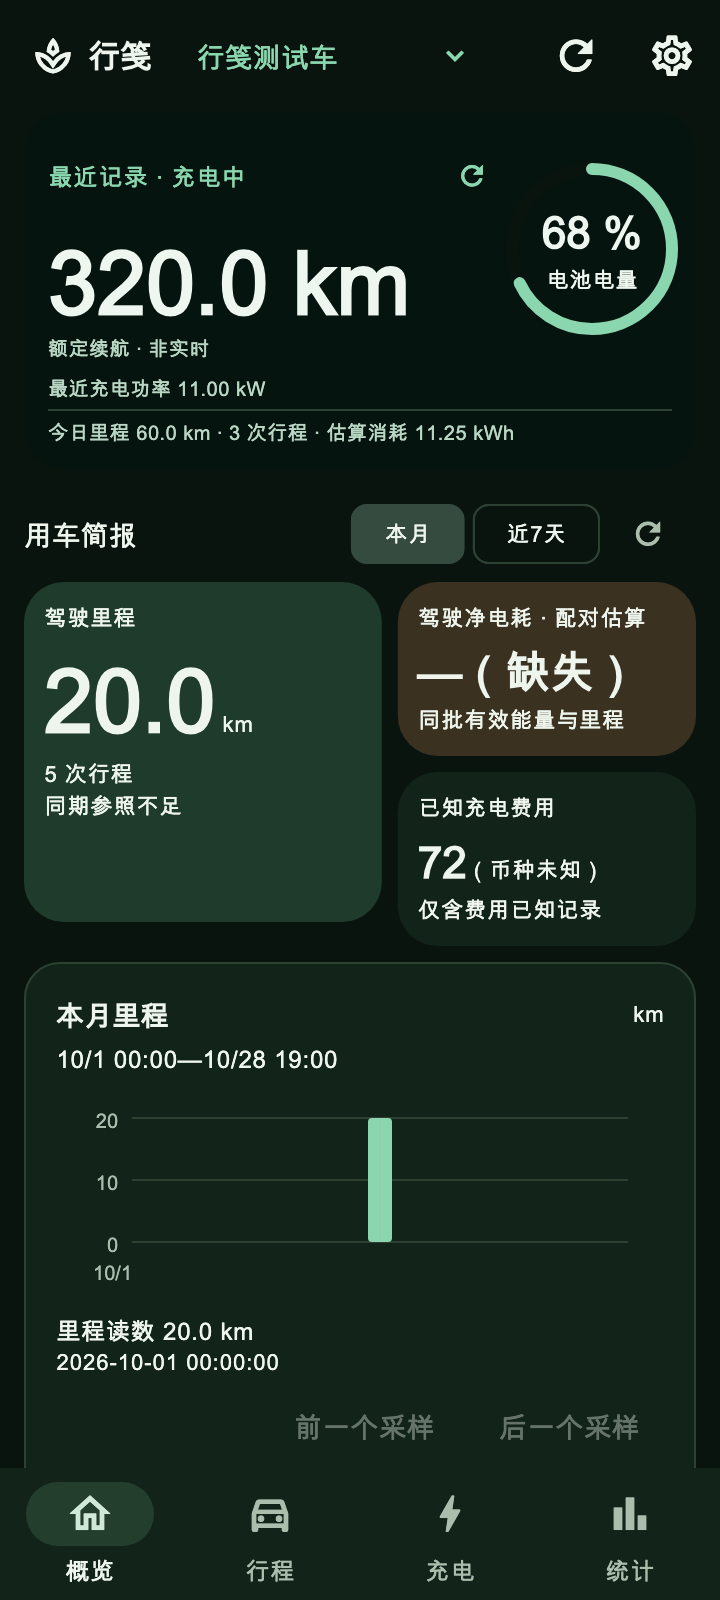 行笺
行笺测试车
最近记录 · 充电中
68 %
电池电量
320.0 km
额定续航 · 非实时
最近充电功率 11.00 kW
今日里程 60.0 km · 3 次行程 · 估算消耗 11.25 kWh
用车简报
本月
近7天
驾驶里程
20.0 km
5 次行程
同期参照不足
驾驶净电耗 · 配对估算
—（缺失）
同批有效能量与里程
已知充电费用
72（币种未知）
仅含费用已知记录
本月里程
km
10/1 00:00—10/28 19:00
20
10
0
10/1
里程读数 20.0 km
2026-10-01 00:00:00
前一个采样
后一个采样
概览
行程
充电
统计